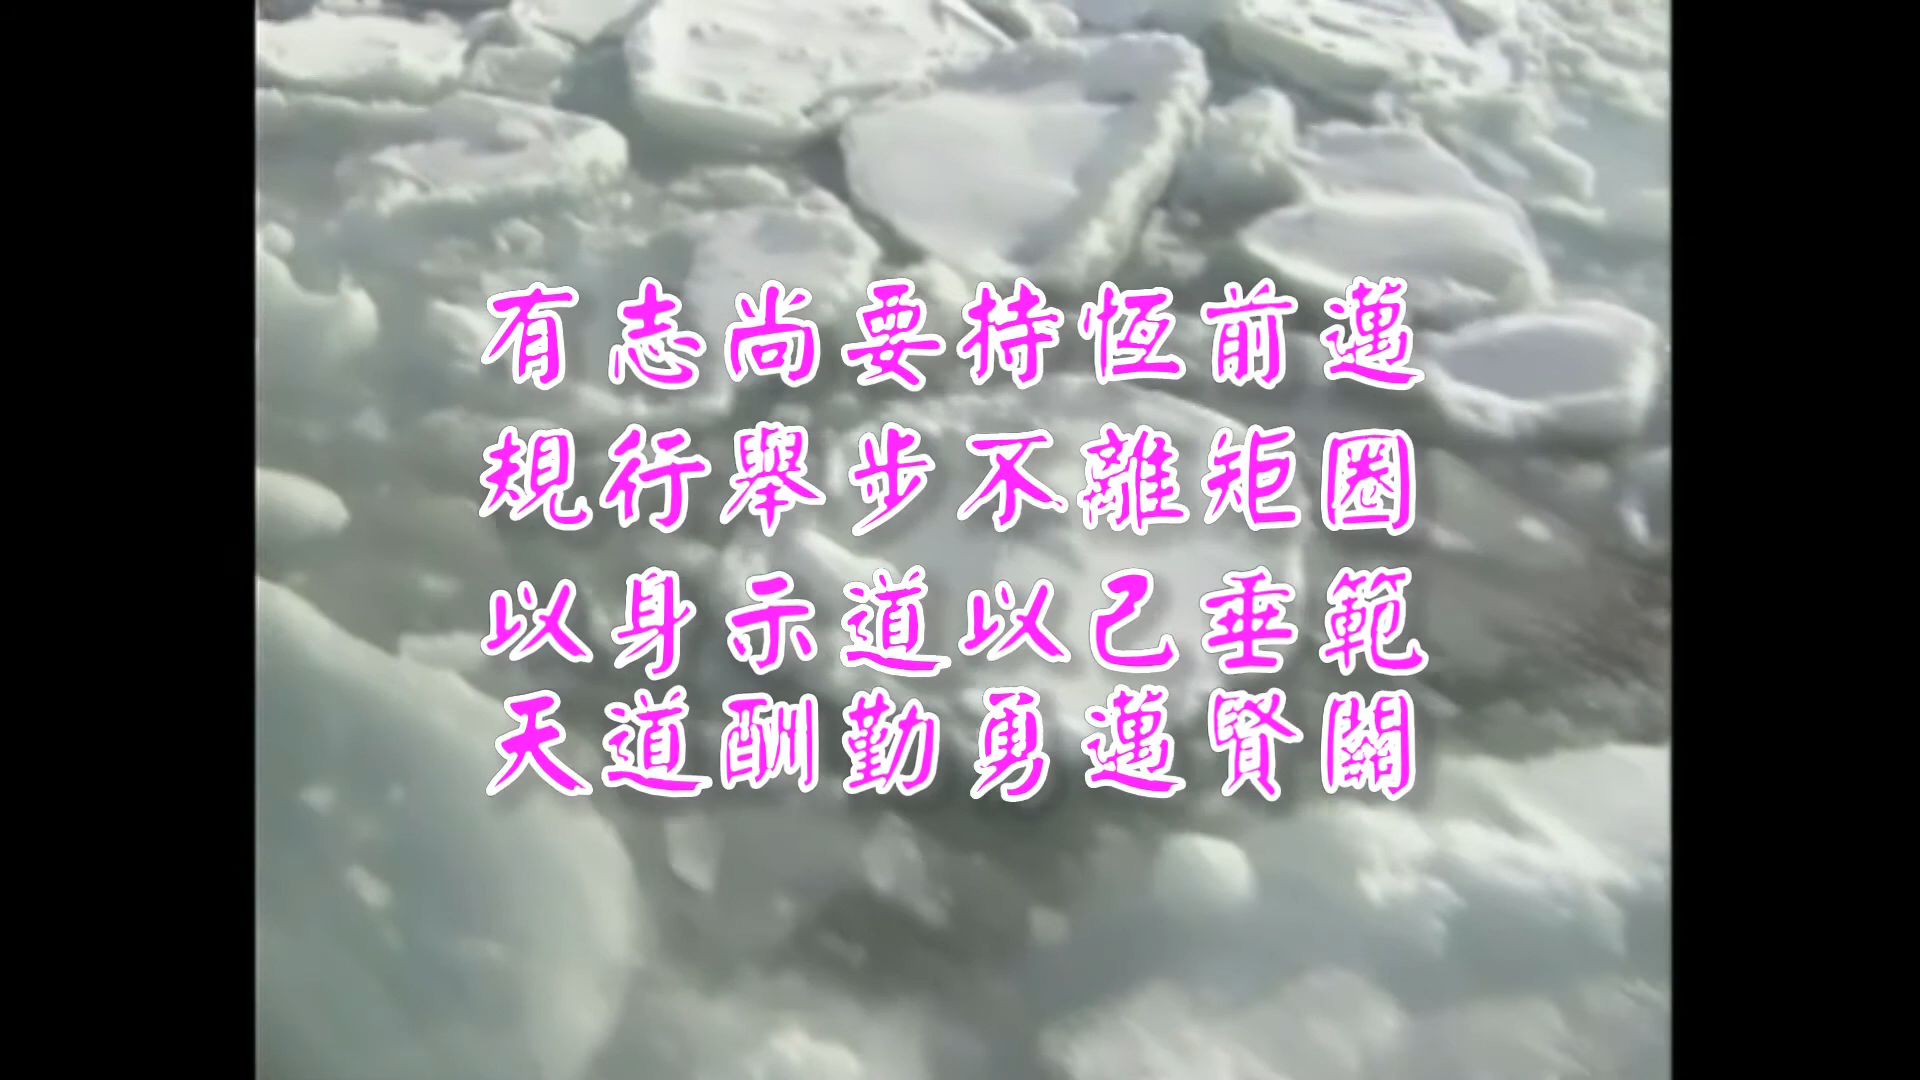 有志尚要持恆前邁
規行舉步不離矩圈
以身示道以己垂範
天道酬勤勇邁賢關